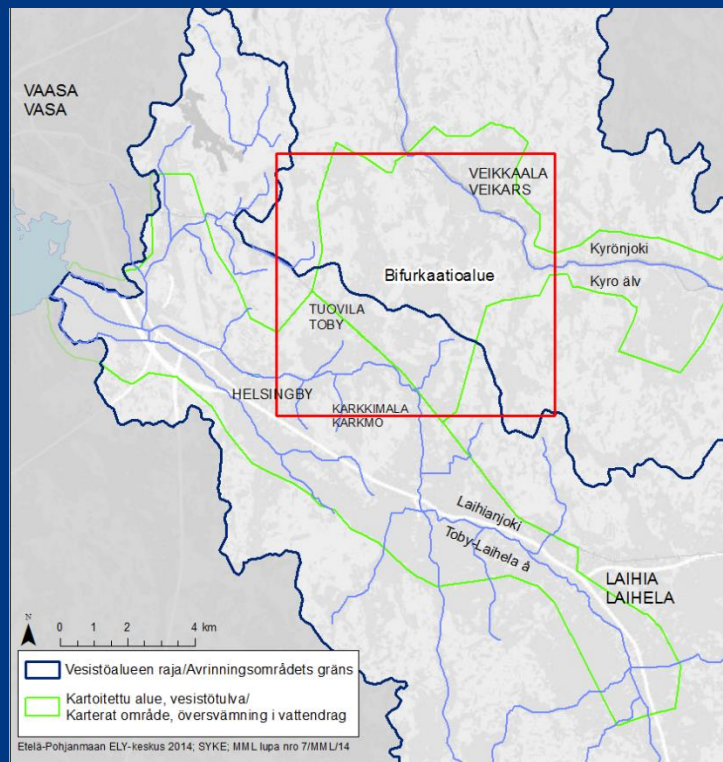 VAASA
VASA
VEIKKAALA
VEIKARS
Kyrönjoki
Bifurkaatioalue
Kyro älv
TUOVILA
TOBY
HELSINGBY
KARKKIMALA
KARKMO
Laihianjoki
Toby-Laihela å
LAIHIA
LAIHELA
N
0 1 2 4 km
Vesistöalueen raja/Avrinningsområdets gräns
Kartoitettu alue, vesistötulva/
Karterat område, översvämning i vattendrag
Etelä-Pohjanmaan ELY-keskus 2014; SYKE; MML lupa nro 7/MML/14